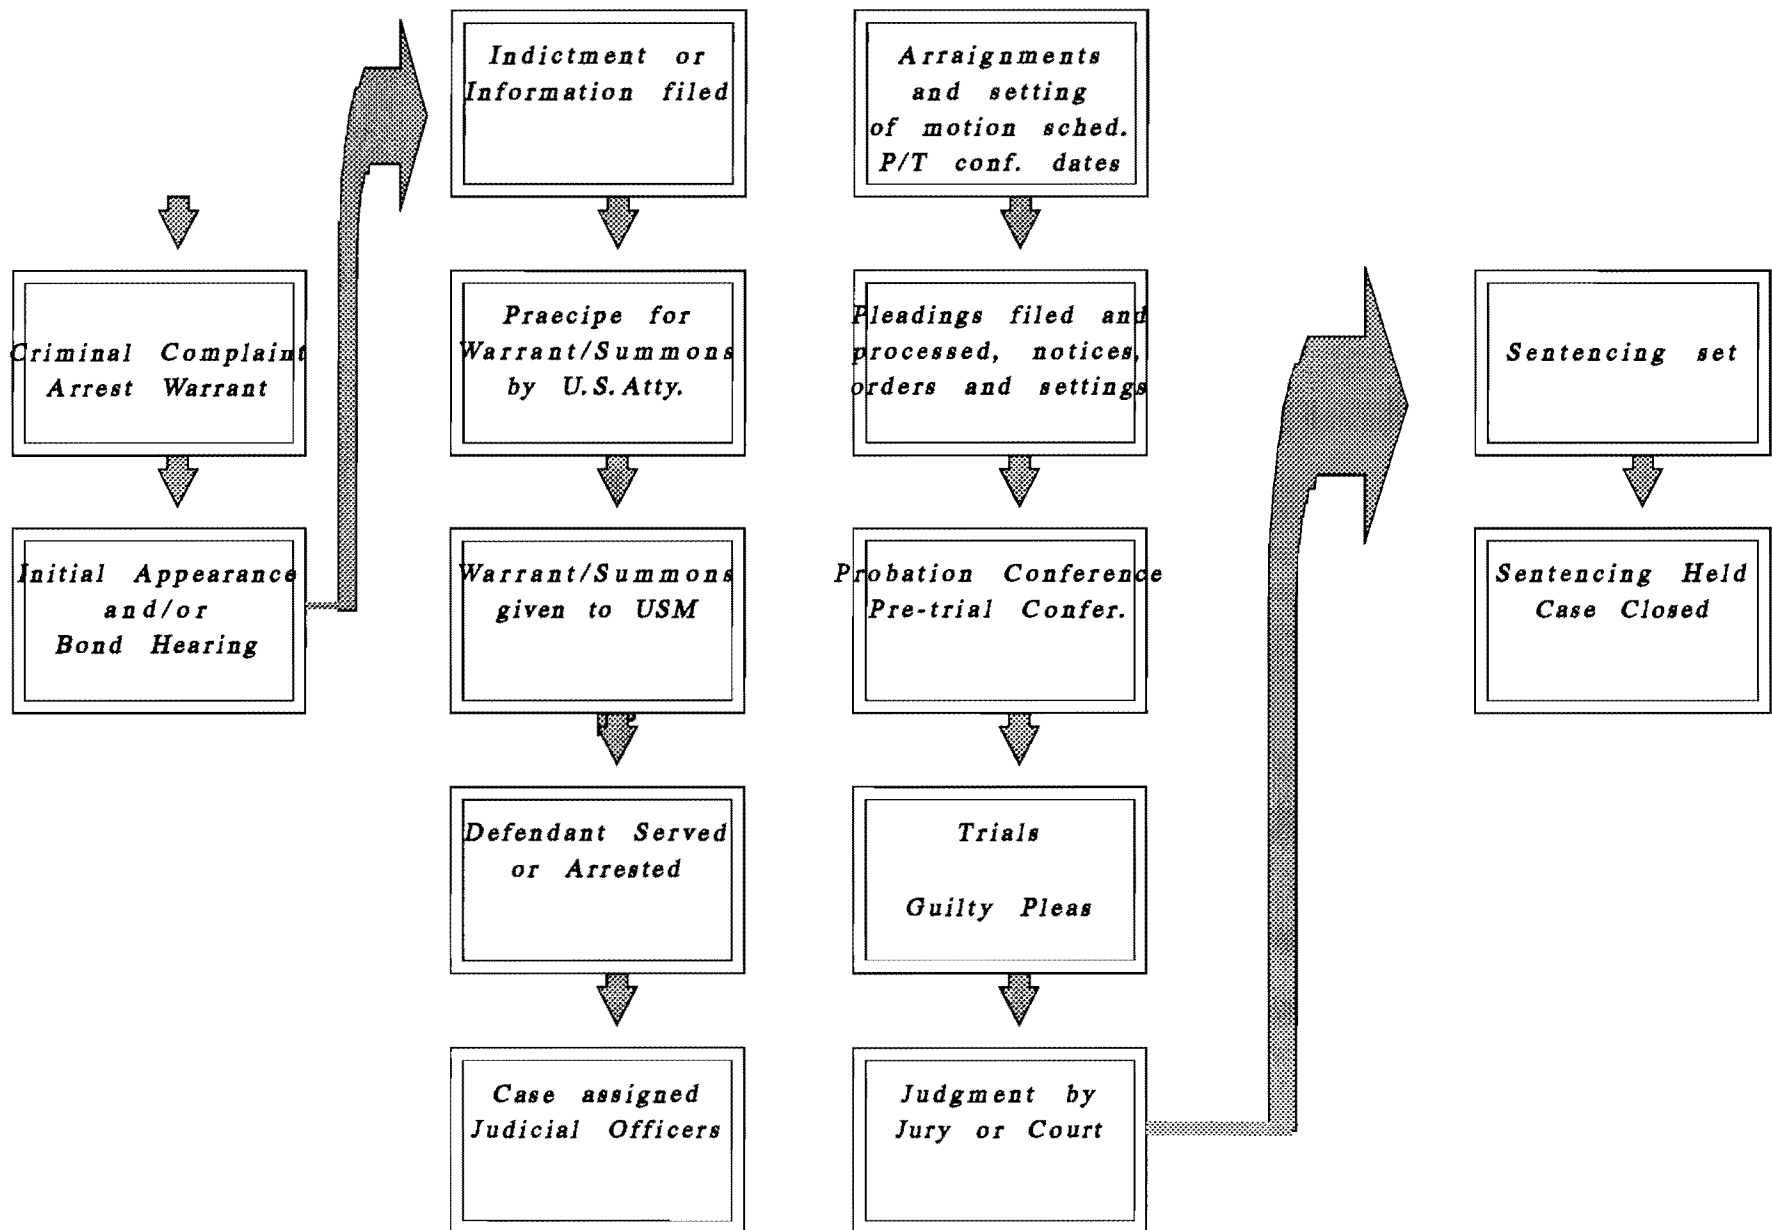 Criminal Complaint
Arrest Warrant
Initial Appearance
and/or
Bond Hearing
Indictment or
Information filed
Praecipe for
Warrant/Summons
by U.S.Atty.
Warrant/Summons
given to USM
Defendant Served
or Arrested
Case assigned
Judicial Officers
Arraignments
and setting
of motion sched.
P/T conf. dates
Pleadings filed and
processed, notices,
orders and settings
Probation Conference
Pre-trial Confer.
Trials
Guilty Pleas
Judgment by
Jury or Court
Sentencing set
Sentencing Held
Case Closed